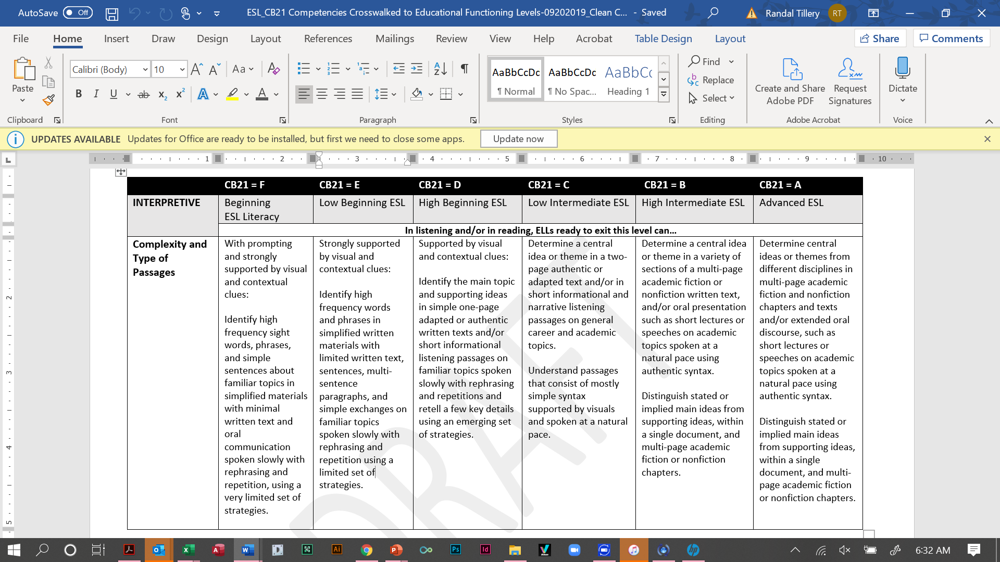 AutoSave Off ESL_CB21 Competencies Crosswalked to Educational Functioning Levels-09202019_Clean C... - Saved Randal Tillery RT
File Home Insert Draw Design Layout References Mailings Review View Help Acrobat Table Design Layout Share Comments
Paste
Clipboard
Calibri (Body) 10 Aa
B I U ab x2 x2 A A
Font
Paragraph
AaBbCcDc AaBbCcDc AaBbCc
¶ Normal ¶ No Spac... Heading 1
Styles
Find
Replace
Select
Editing
Create and Share
Adobe PDF
Request
Signatures
Adobe Acrobat
Dictate
Voice
UPDATES AVAILABLE Updates for Office are ready to be installed, but first we need to close some apps. Update now
1 2 3 4 5 6 7 8 9 10
2
3
4
5
CB21 = F CB21 = E CB21 = D CB21 = C CB21 = B CB21 = A
INTERPRETIVE
Beginning
ESL Literacy
Low Beginning ESL
High Beginning ESL
Low Intermediate ESL
High Intermediate ESL
Advanced ESL
In listening and/or in reading, ELLs ready to exit this level can...
Complexity and
Type of
Passages
With prompting
and strongly
supported by visual
and contextual
clues:
Identify high
frequency sight
words, phrases,
and simple
sentences about
familiar topics in
simplified materials
with minimal
written text and
oral
communication
spoken slowly with
rephrasing and
repetition, using a
very limited set of
strategies.
Strongly supported
by visual and
contextual clues:
Identify high
frequency words
and phrases in
simplified written
materials with
limited written text,
sentences, multi-
sentence
paragraphs, and
simple exchanges on
familiar topics
spoken slowly with
rephrasing and
repetition using a
limited set of
strategies.
Supported by visual
and contextual clues:
Identify the main topic
and supporting ideas
in simple one-page
adapted or authentic
written texts and/or
short informational
listening passages on
familiar topics spoken
slowly with rephrasing
and repetitions and
retell a few key details
using an emerging set
of strategies.
Determine a central
idea or theme in a two-
page authentic or
adapted text and/or in
short informational and
narrative listening
passages on general
career and academic
topics.
Understand passages
that consist of mostly
simple syntax
supported by visuals
and spoken at a natural
pace.
Determine a central idea
or theme in a variety of
sections of a multi-page
academic fiction or
nonfiction written text,
and/or oral presentation
such as short lectures or
speeches on academic
topics spoken at a
natural pace using
authentic syntax.
Distinguish stated or
implied main ideas from
supporting ideas, within
a single document, and
multi-page academic
fiction or nonfiction
chapters.
Determine central
ideas or themes from
different disciplines in
multi-page academic
fiction and nonfiction
chapters and texts
and/or extended oral
discourse, such as
short lectures or
speeches on academic
topics spoken at a
natural pace using
authentic syntax.
Distinguish stated or
implied main ideas
from supporting ideas,
within a single
document, and multi-
page academic fiction
or nonfiction chapters.
DRAFT
Ai Ps Id
6:32 AM